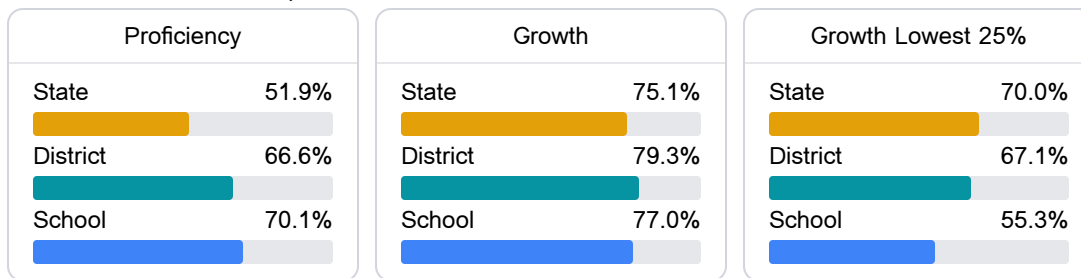 Proficiency
State 51.9%
District 66.6%
School 70.1%
Growth
State 75.1%
District 79.3%
School 77.0%
Growth Lowest 25%
State 70.0%
District 67.1%
School 55.3%